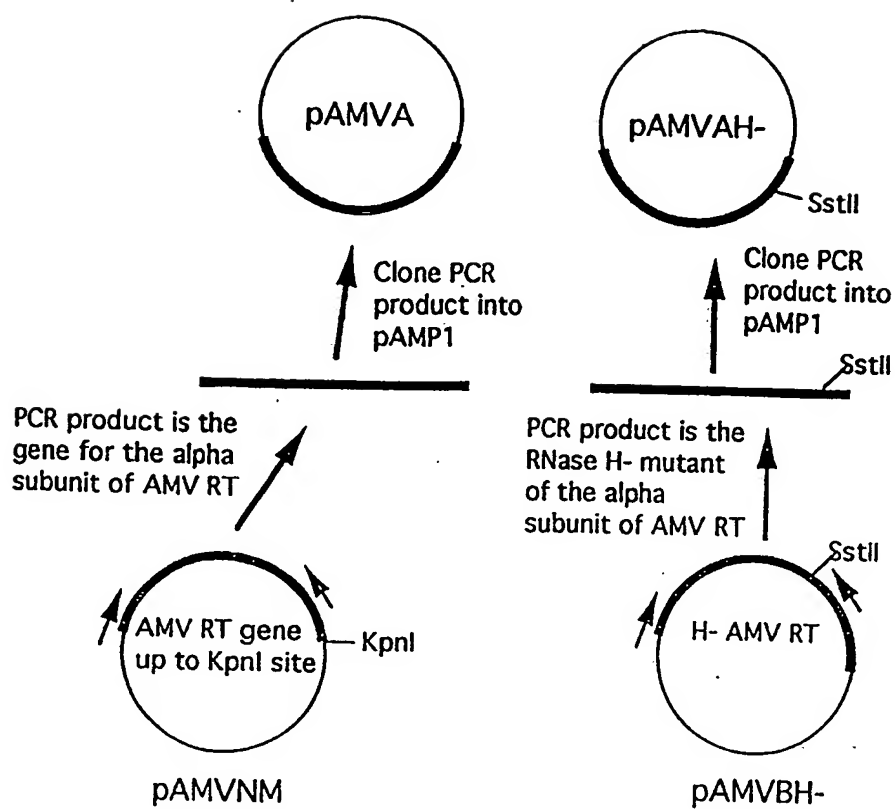 pAMVA
pAMVAH-
SstII
Clone PCR
product into
pAMP1
Clone PCR
product into
pAMP1
SstII
PCR product is the
gene for the alpha
subunit of AMV RT
PCR product is the
RNase H- mutant
of the alpha
subunit of AMV RT
SstII
AMV RT gene
up to KpnI site
KpnI
H- AMV RT
pAMVNM
pAMVBH-